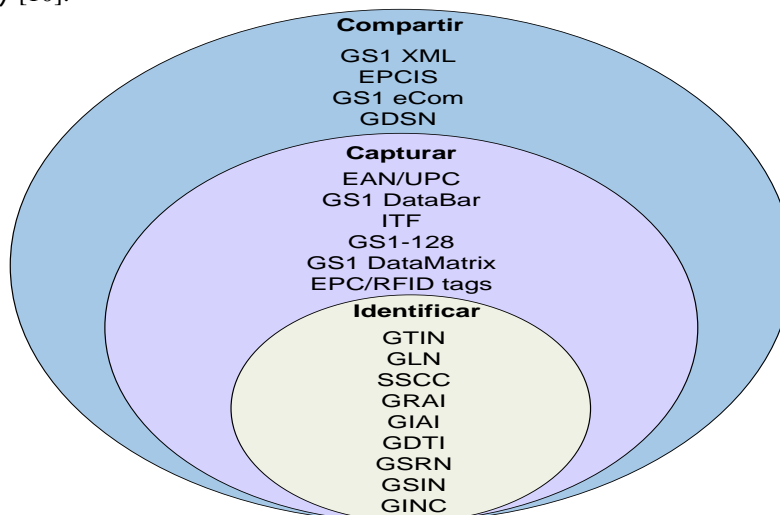 Compartir
GS1 XML
EPCIS
GS1 eCom
GDSN
Capturar
EAN/UPC
GS1 DataBar
ITF
GS1-128
GS1 DataMatrix
EPC/RFID tags
Identificar
GTIN
GLN
SSCC
GRAI
GIAI
GDTI
GSRN
GSIN
GINC